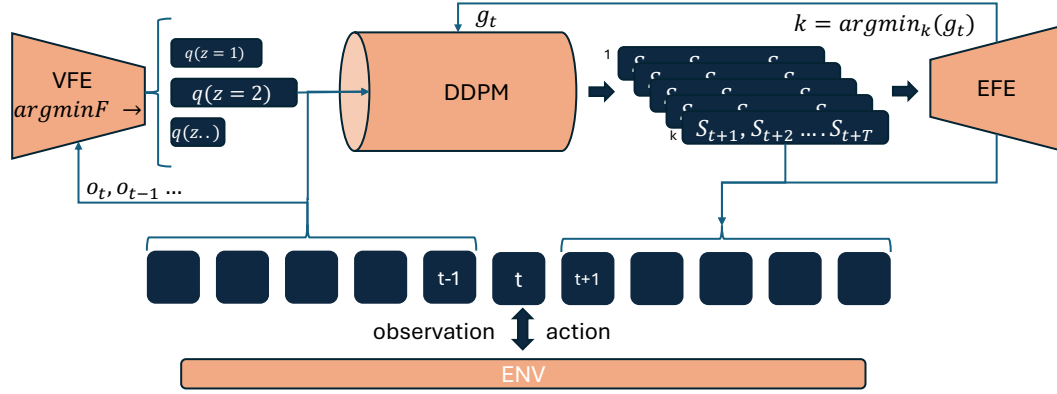 g_t
k = argmin_k(g_t)
VFE
argminF →
q(z = 1)
q(z = 2)
q(z..)
DDPM
1
S
S
S
S
k
S_{t+1}, S_{t+2} .... S_{t+T}
EFE
o_t, o_{t-1} ...
t-1
t
t+1
observation
action
ENV